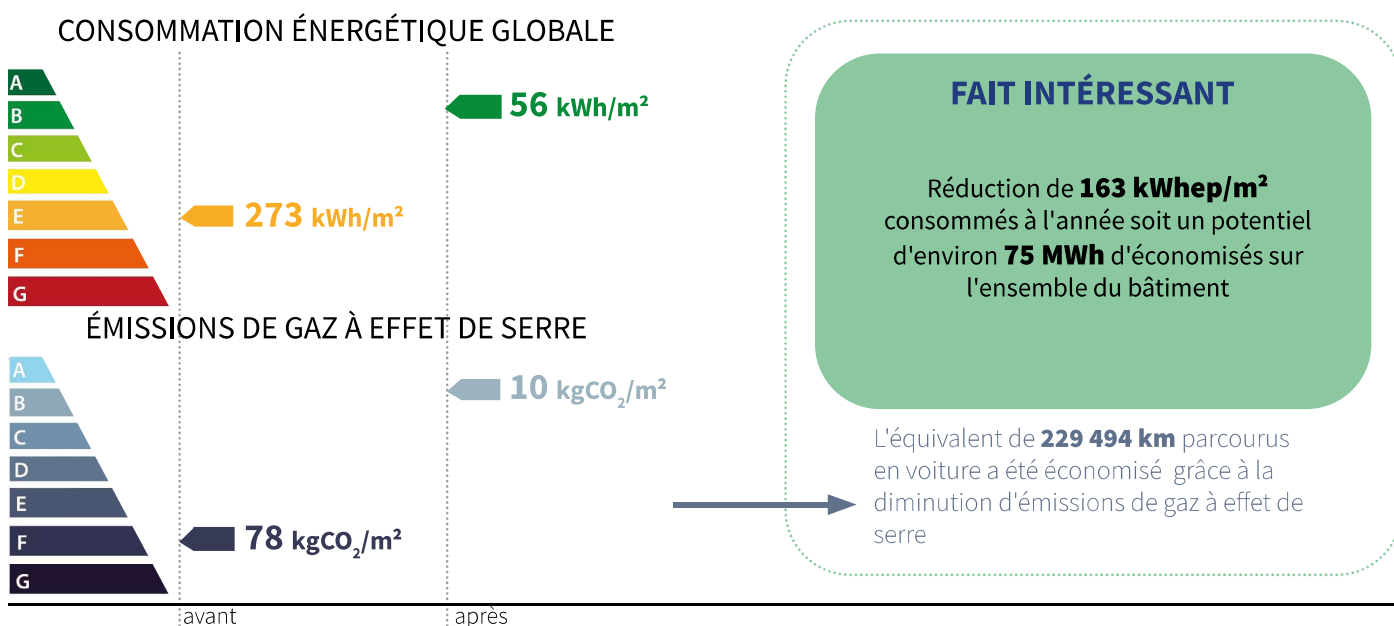 CONSOMMATION ÉNERGÉTIQUE GLOBALE
A
B
C
D
E
F
G
56 kWh/m²
273 kWh/m²
ÉMISSIONS DE GAZ À EFFET DE SERRE
A
B
C
D
E
F
G
10 kgCO₂/m²
78 kgCO₂/m²
avant
après
FAIT INTÉRESSANT
Réduction de 163 kWhep/m²
consommés à l'année soit un potentiel
d'environ 75 MWh d'économisés sur
l'ensemble du bâtiment
L'équivalent de 229 494 km parcourus
en voiture a été économisé grâce à la
diminution d'émissions de gaz à effet de
serre